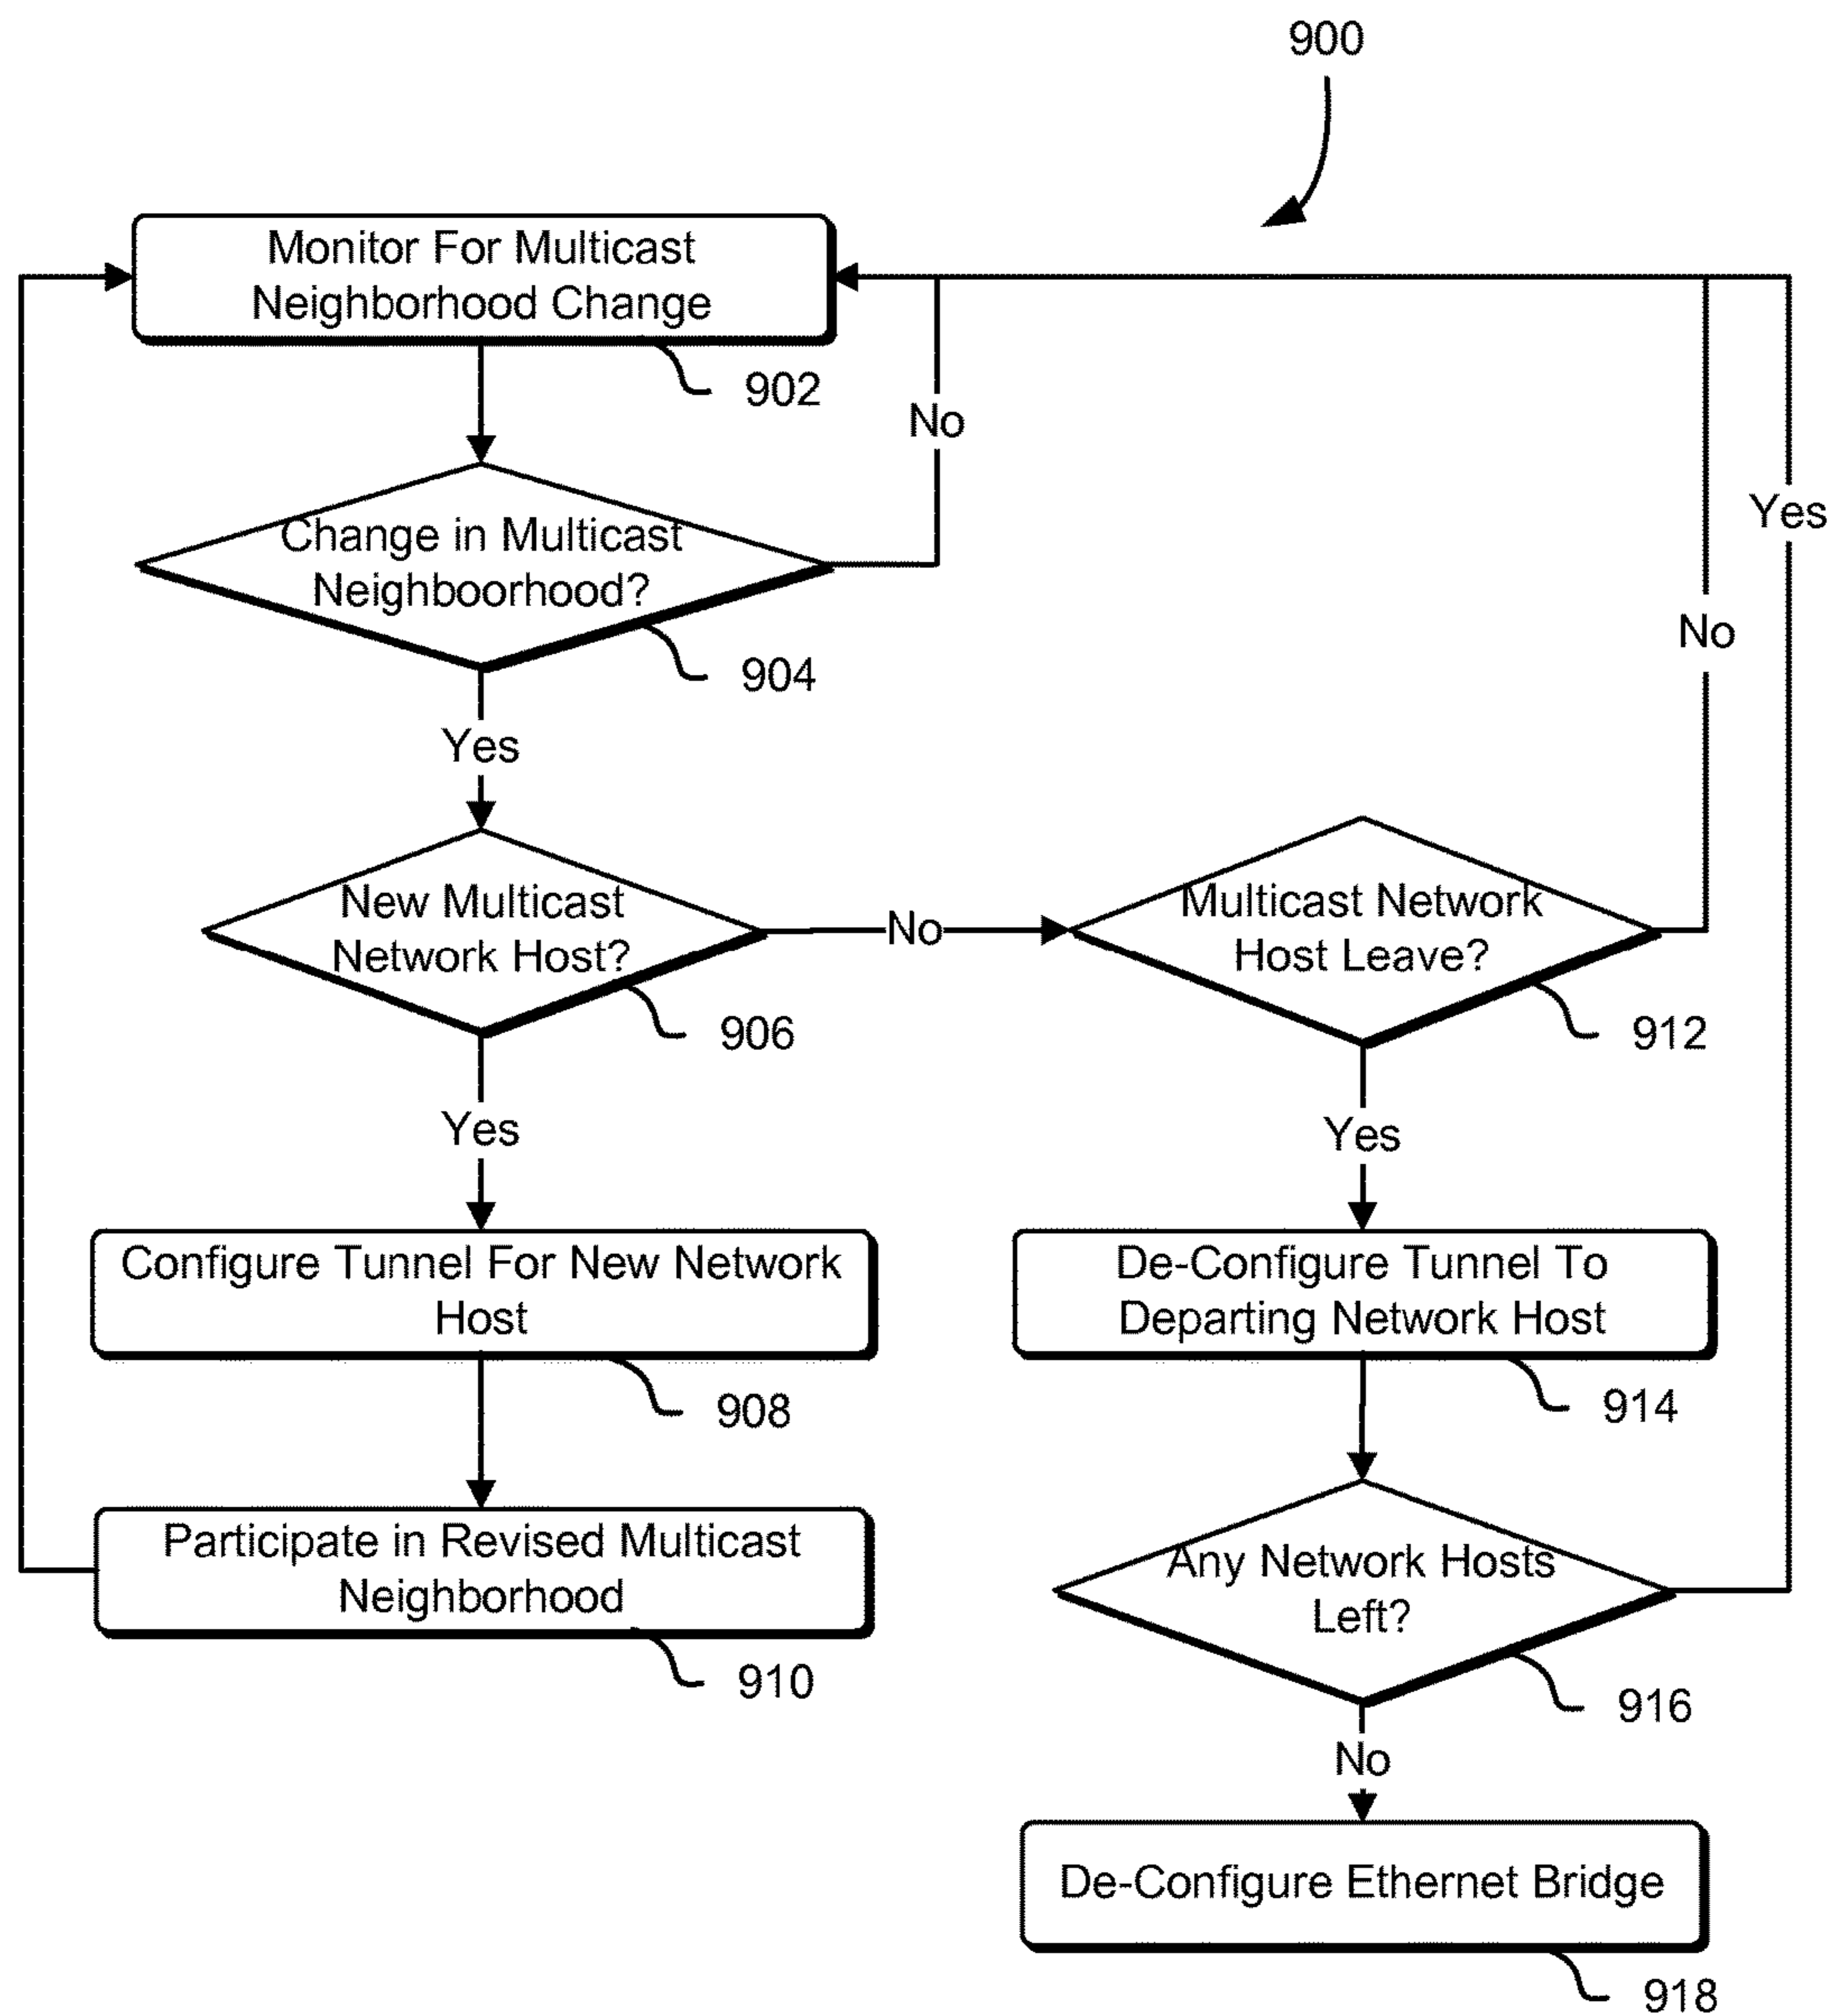 900
Monitor For Multicast
Neighborhood Change
902
No
Change in Multicast
Neighboorhood?
904
Yes
Yes
No
New Multicast
Network Host?
906
No
Multicast Network
Host Leave?
912
Yes
Yes
Configure Tunnel For New Network
Host
908
De-Configure Tunnel To
Departing Network Host
914
Participate in Revised Multicast
Neighborhood
910
Any Network Hosts
Left?
916
No
De-Configure Ethernet Bridge
918